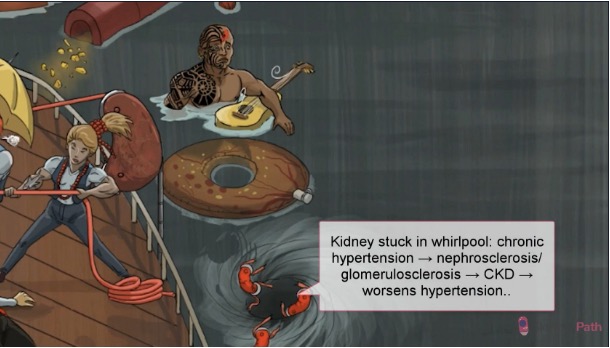 Kidney stuck in whirlpool: chronic
hypertension → nephrosclerosis/
glomerulosclerosis → CKD →
worsens hypertension..
Path